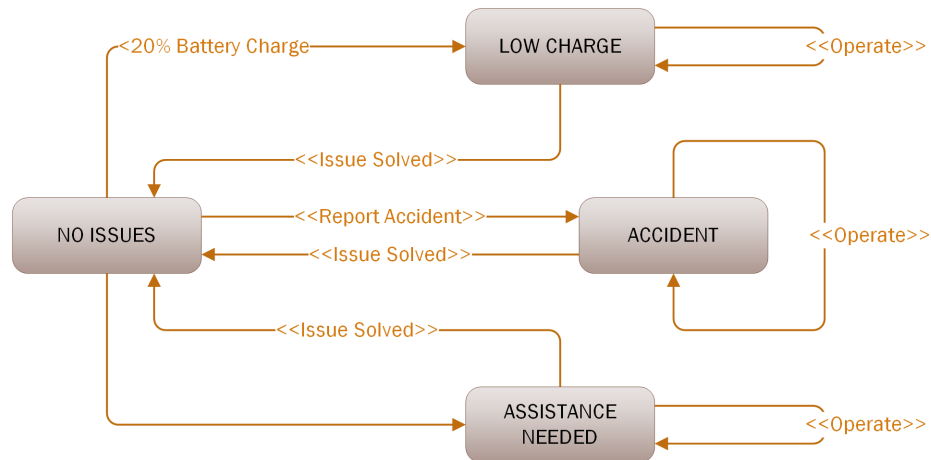 <20% Battery Charge
LOW CHARGE
<<Operate>>
<<Issue Solved>>
NO ISSUES
<<Report Accident>>
<<Issue Solved>>
ACCIDENT
<<Operate>>
<<Issue Solved>>
ASSISTANCE
NEEDED
<<Operate>>